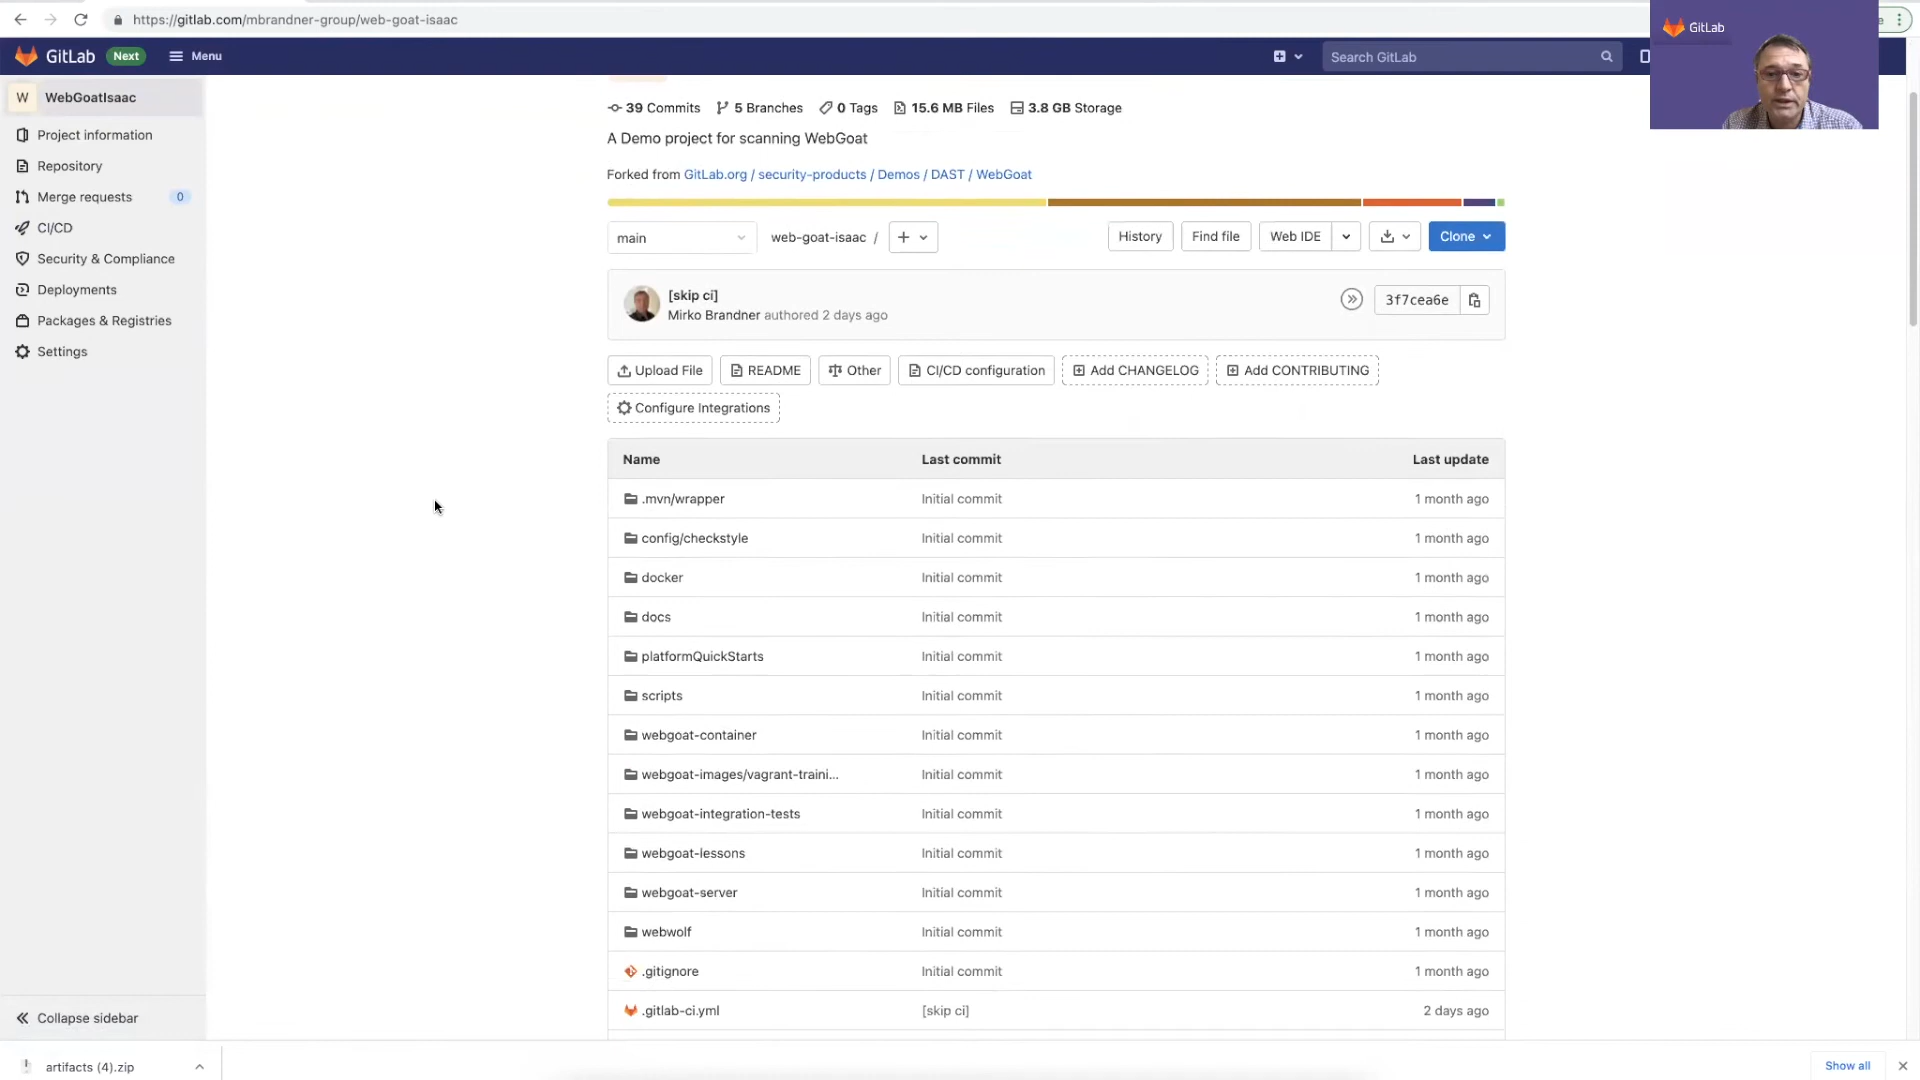 https://gitlab.com/mbrandner-group/web-goat-isaac
GitLab Next Menu Search GitLab
GitLab
W WebGoatIsaac
Project information
Repository
Merge requests 0
CI/CD
Security & Compliance
Deployments
Packages & Registries
Settings
Collapse sidebar
39 Commits 5 Branches 0 Tags 15.6 MB Files 3.8 GB Storage
A Demo project for scanning WebGoat
Forked from GitLab.org / security-products / Demos / DAST / WebGoat
main web-goat-isaac / + History Find file Web IDE Clone
[skip ci]
Mirko Brandner authored 2 days ago
3f7cea6e
Upload File README Other CI/CD configuration Add CHANGELOG Add CONTRIBUTING
Configure Integrations
Name Last commit Last update
.mvn/wrapper Initial commit 1 month ago
config/checkstyle Initial commit 1 month ago
docker Initial commit 1 month ago
docs Initial commit 1 month ago
platformQuickStarts Initial commit 1 month ago
scripts Initial commit 1 month ago
webgoat-container Initial commit 1 month ago
webgoat-images/vagrant-traini... Initial commit 1 month ago
webgoat-integration-tests Initial commit 1 month ago
webgoat-lessons Initial commit 1 month ago
webgoat-server Initial commit 1 month ago
webwolf Initial commit 1 month ago
.gitignore Initial commit 1 month ago
.gitlab-ci.yml [skip ci] 2 days ago
artifacts (4).zip Show all